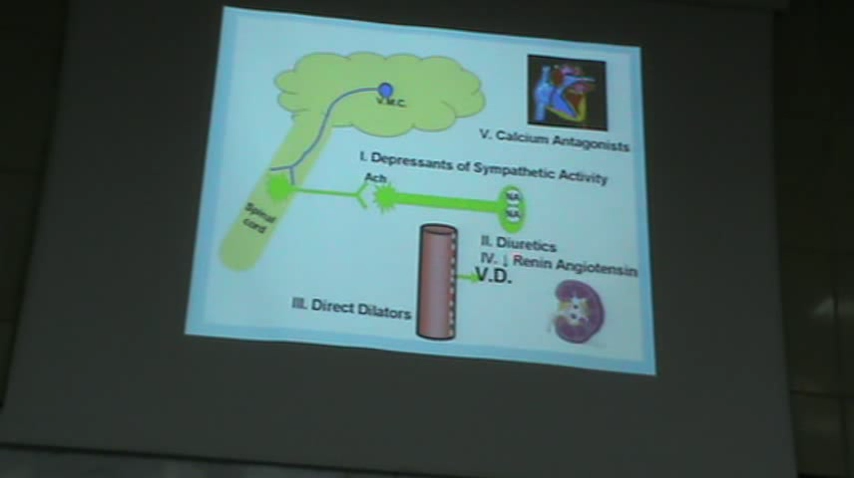 V.M.C.
V. Calcium Antagonists
I. Depressants of Sympathetic Activity
Ach
NA
NA
Spinal
cord
II. Diuretics
IV. ↓ Renin Angiotensin
V.D.
III. Direct Dilators